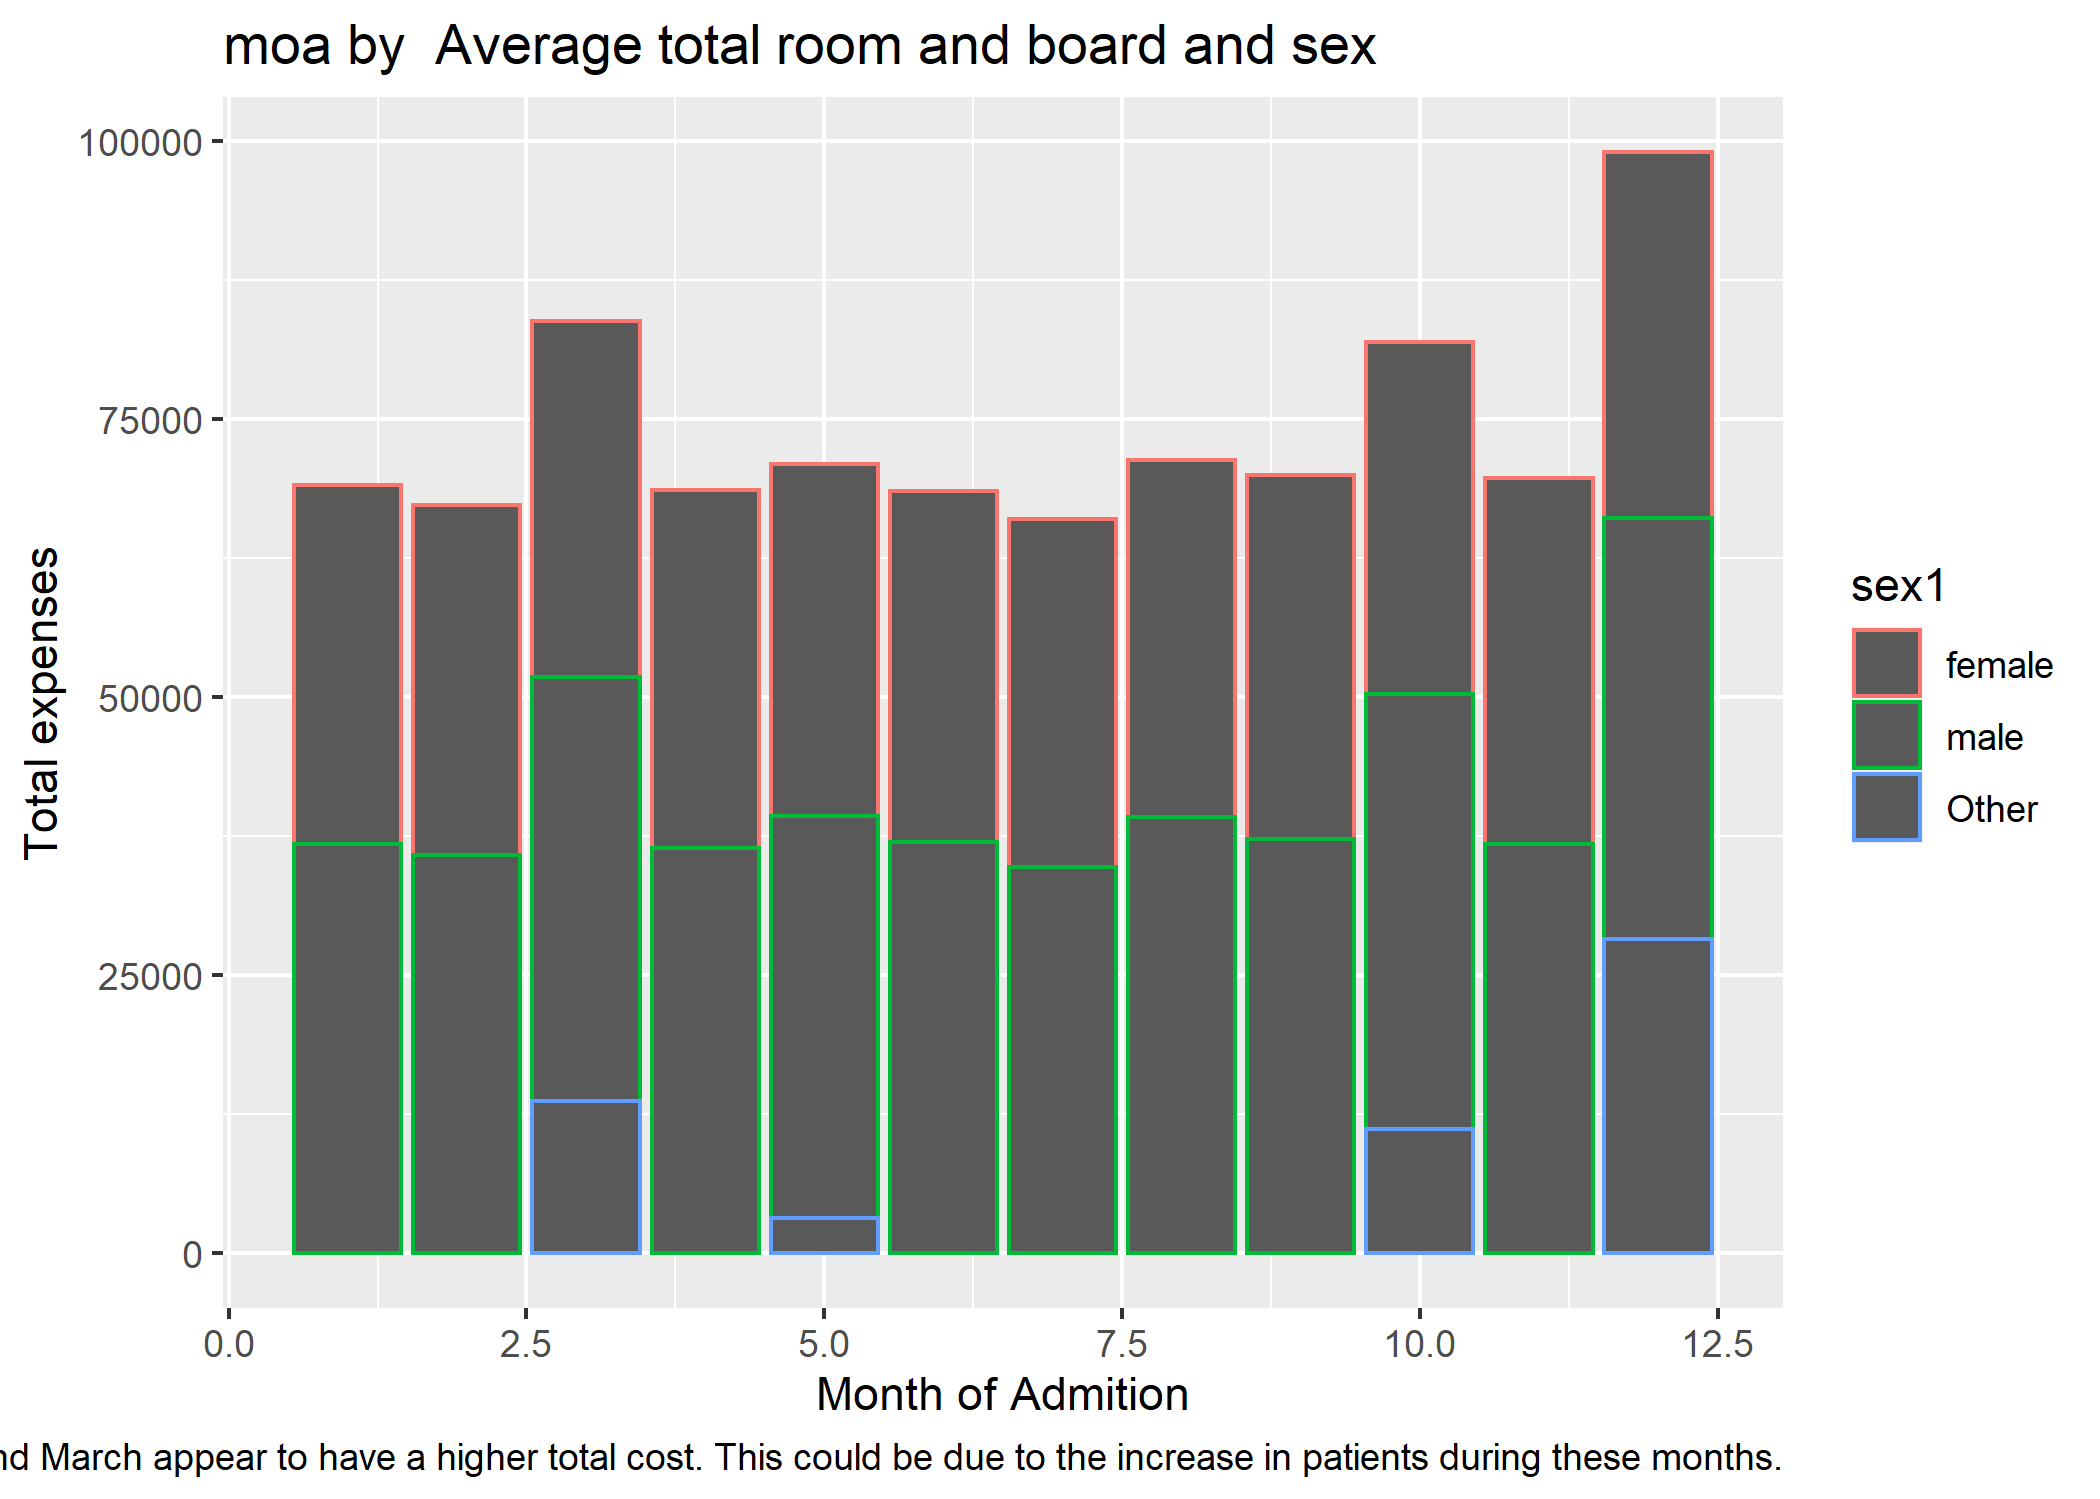 moa by  Average total room and board and sex
100000
75000
50000
25000
0
Total expenses
0.0 2.5 5.0 7.5 10.0 12.5
Month of Admition
sex1
female
male
Other
March appear to have a higher total cost. This could be due to the increase in patients during these months.